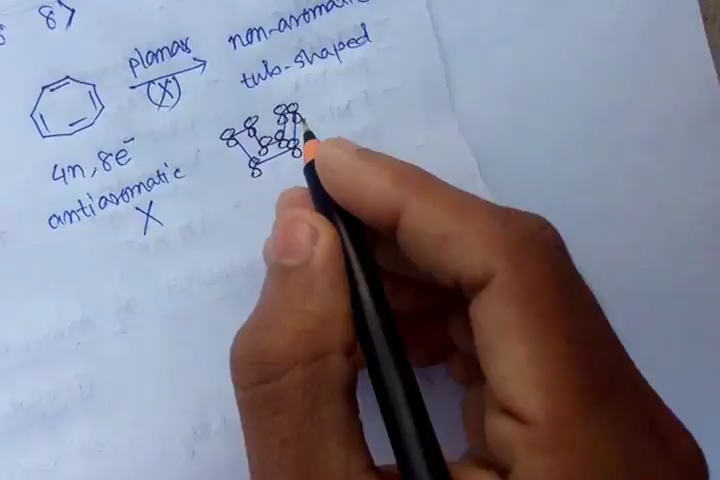 8)
planar
(X)
non-aromatic
tub-shaped
4n, 8e⁻
antiaromatic
X